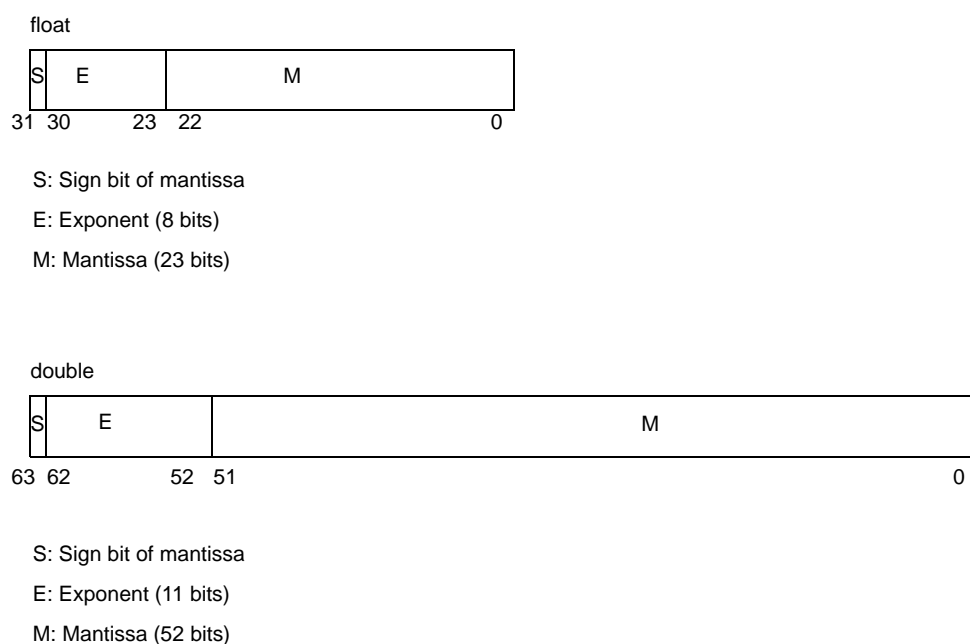 float
S E M
31 30 23 22 0
S: Sign bit of mantissa
E: Exponent (8 bits)
M: Mantissa (23 bits)
double
S E M
63 62 52 51 0
S: Sign bit of mantissa
E: Exponent (11 bits)
M: Mantissa (52 bits)